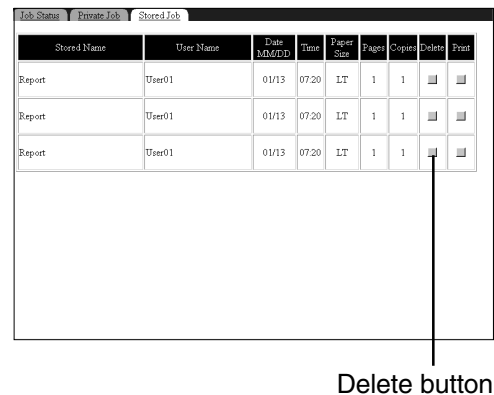 Job Status Private Job Stored Job
Stored Name User Name Date MM/DD Time Paper Size Pages Copies Delete Print
Report User01 01/13 07:20 LT 1 1
Report User01 01/13 07:20 LT 1 1
Report User01 01/13 07:20 LT 1 1
Delete button